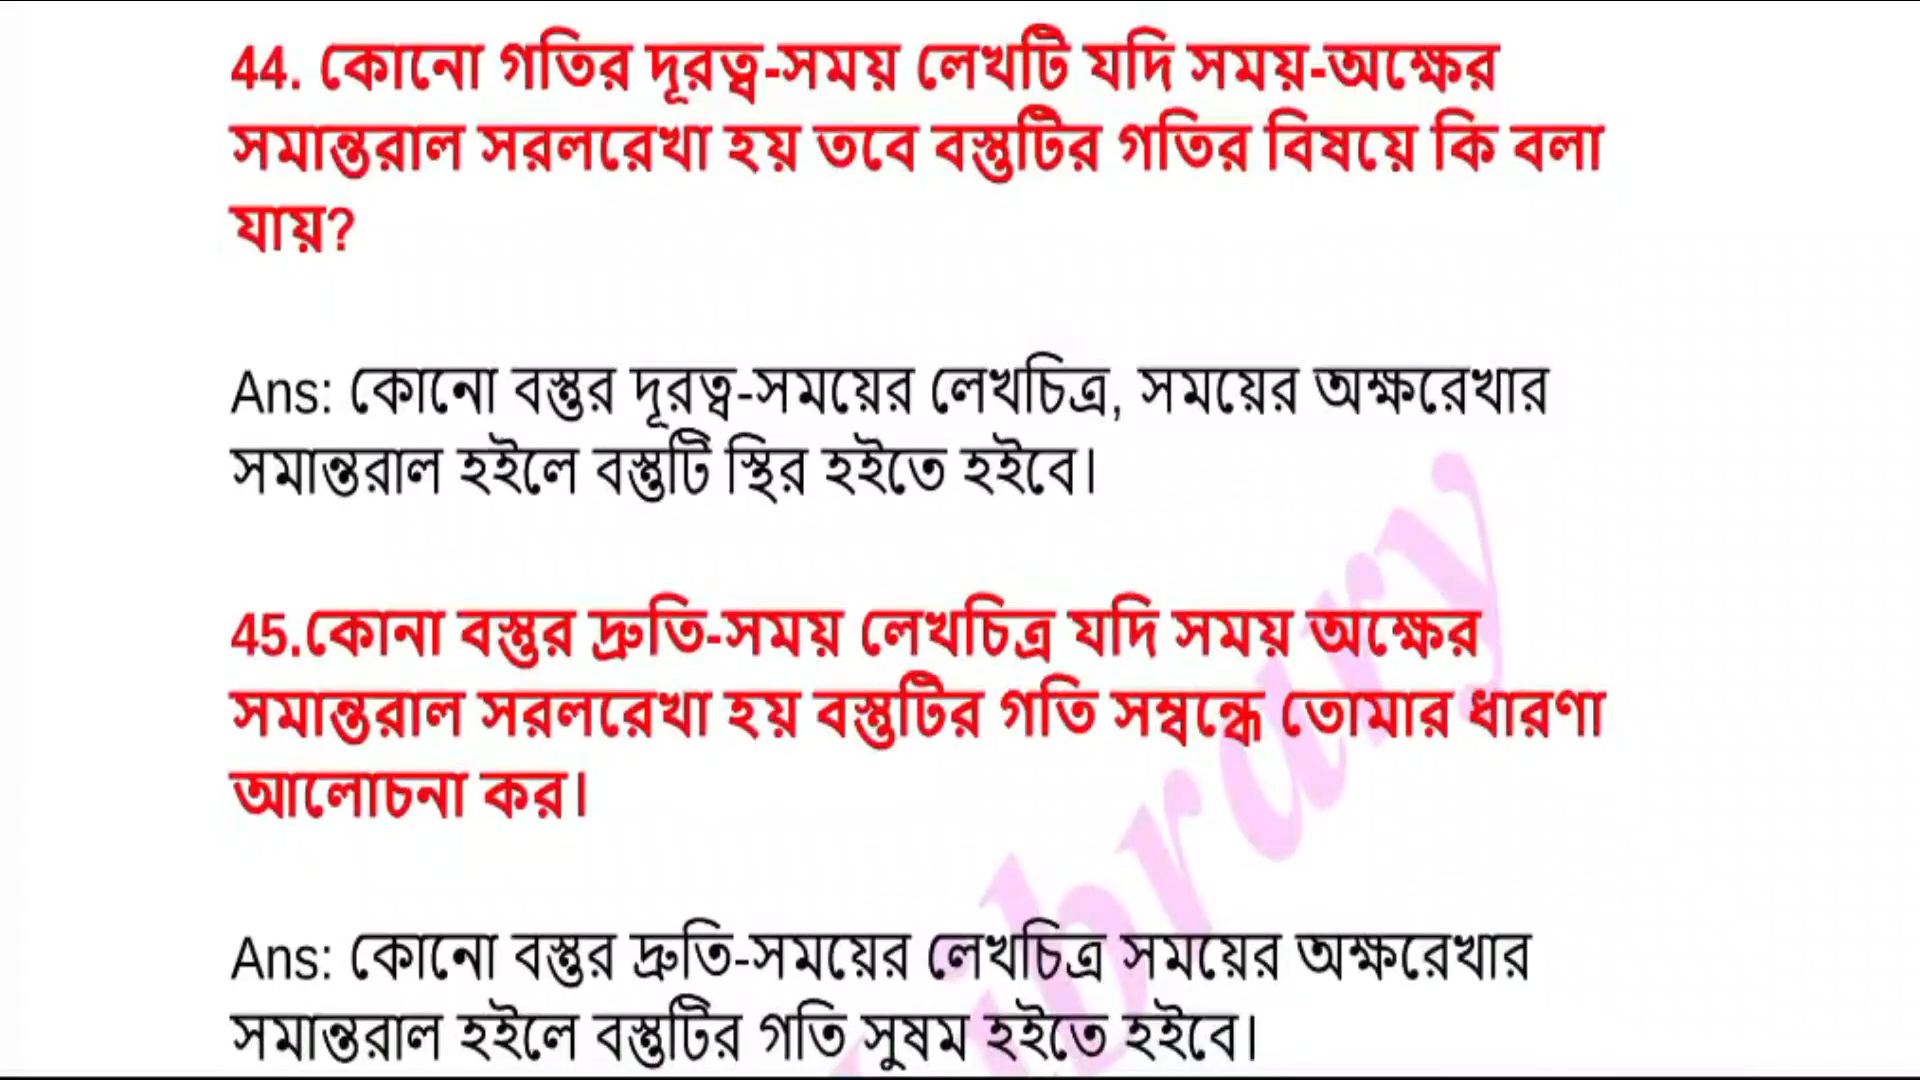 44. কোনো গতির দূরত্ব-সময় লেখটি যদি সময়-অক্ষের
সমান্তরাল সরলরেখা হয় তবে বস্তুটির গতির বিষয়ে কি বলা
যায়?
Ans: কোনো বস্তুর দূরত্ব-সময়ের লেখচিত্র, সময়ের অক্ষরেখার
সমান্তরাল হইলে বস্তুটি স্থির হইতে হইবে।
45.কোনা বস্তুর দ্রুতি-সময় লেখচিত্র যদি সময় অক্ষের
সমান্তরাল সরলরেখা হয় বস্তুটির গতি সম্বন্ধে তোমার ধারণা
আলোচনা কর।
Ans: কোনো বস্তুর দ্রুতি-সময়ের লেখচিত্র সময়ের অক্ষরেখার
সমান্তরাল হইলে বস্তুটির গতি সুষম হইতে হইবে।
brary